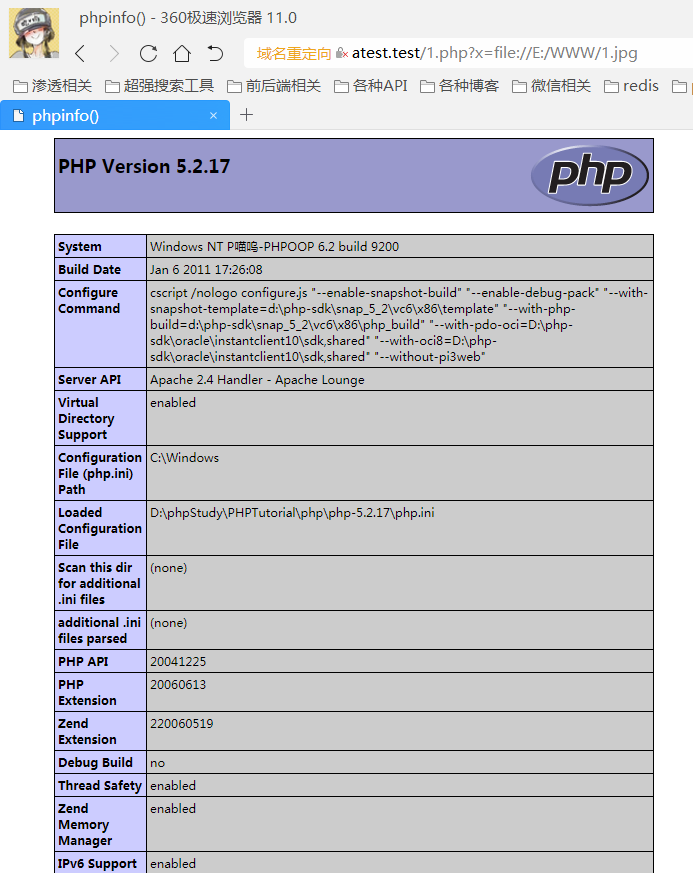 phpinfo() - 360极速浏览器 11.0
域名重定向 atest.test/1.php?x=file://E:/WWW/1.jpg
渗透相关 超强搜索工具 前后端相关 各种API 各种博客 微信相关 redis
phpinfo() ×
PHP Version 5.2.17
php
System Windows NT P喵呜-PHPOOP 6.2 build 9200
Build Date Jan 6 2011 17:26:08
Configure cscript /nologo configure.js "--enable-snapshot-build" "--enable-debug-pack" "--with-
Command snapshot-template=d:\php-sdk\snap_5_2\vc6\x86\template" "--with-php-
build=d:\php-sdk\snap_5_2\vc6\x86\php_build" "--with-pdo-oci=D:\php-
sdk\oracle\instantclient10\sdk,shared" "--with-oci8=D:\php-
sdk\oracle\instantclient10\sdk,shared" "--without-pi3web"
Server API Apache 2.4 Handler - Apache Lounge
Virtual enabled
Directory
Support
Configuration C:\Windows
File (php.ini)
Path
Loaded D:\phpStudy\PHPTutorial\php\php-5.2.17\php.ini
Configuration
File
Scan this dir (none)
for additional
.ini files
additional .ini (none)
files parsed
PHP API 20041225
PHP 20060613
Extension
Zend 220060519
Extension
Debug Build no
Thread Safety enabled
Zend enabled
Memory
Manager
IPv6 Support enabled